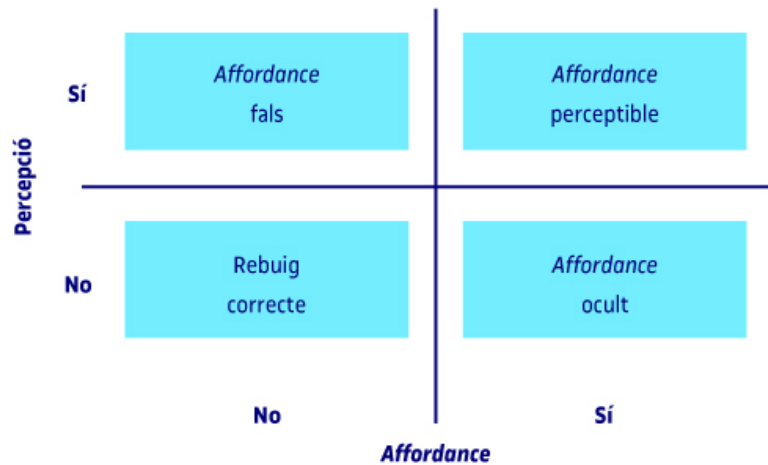 Affordance
fals
Affordance
perceptible
Sí
Percepció
Rebuig
correcte
Affordance
ocult
No
No
Sí
Affordance